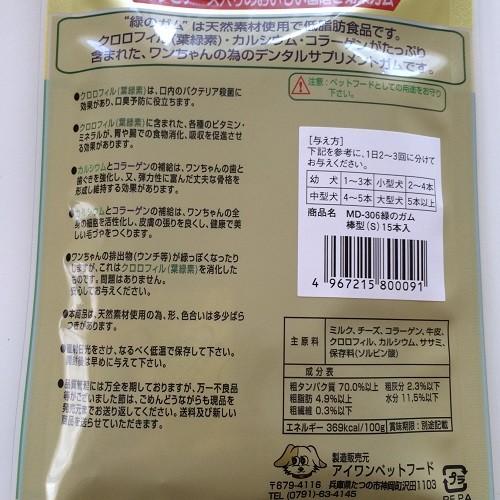 "緑のガム"は天然素材使用で低脂肪食品です。
クロロフィル(葉緑素)・カルシウム・コラーゲンがたっぷり
含まれた、ワンちゃんの為のデンタルサプリメントガムです。
注意:ペットフードとしての用途をお守り
下さい。
●クロロフィル(葉緑素)は、口内のバクテリア殺菌に
効果があり、口臭予防に役立ちます。
●クロロフィル(葉緑素)に含まれた、各種のビタミン・
ミネラルが、胃や腸での食物消化、吸収を促進させ
る効果があります。
●カルシウムとコラーゲンの補給は、ワンちゃんの歯と
歯ぐきを強化し、又、弾力性に富んだ丈夫な骨格を
形成し維持する効果があります。
●カルシウムとコラーゲンの補給は、ワンちゃんの全
身の細胞を活性化し、皮膚の張りを良くし、健康で美
しい毛づやをつくります。
●ワンちゃんの排出物(ウンチ等)が緑っぽくなったり
しますが、これはクロロフィル(葉緑素)を消化した
ものです。問題はありません。
安心してお与えください。
●本商品は、天然素材使用の為、形、色合いは多少ばら
つきが有ります。
●直射日光をさけ、なるべく低温で保存して下さい。
開封後は早めに与えて下さい。
●品質管理には万全を期しておりますが、万一不良品
等がございました節は、ごめんどうながらも現品を
発売元までお送り返してください。送料及び新しい
商品を送らせていただきます。
[与え方]
下記を参考に、1日2~3回に分けて
お与えください。
幼犬 1~3本 小型犬 2~4本
中型犬 4~5本 大型犬 5本以上
商品名 MD-306緑のガム
棒型(S)15本入
4 967215 800091
主原料 ミルク、チーズ、コラーゲン、牛皮、
クロロフィル、カルシウム、ササミ、
保存料(ソルビン酸)
成分表
粗タンパク質 70.0%以上 粗灰分 2.3%以下
粗脂肪 4.9%以上 水分 11.5%以下
粗繊維 0.3%以下
エネルギー 369kcal/100g 賞味期限:別途記載
製造販売元
アイワンペットフード
〒679-4116 兵庫県たつの市神岡町沢田1103
TEL (0791)-63-4145